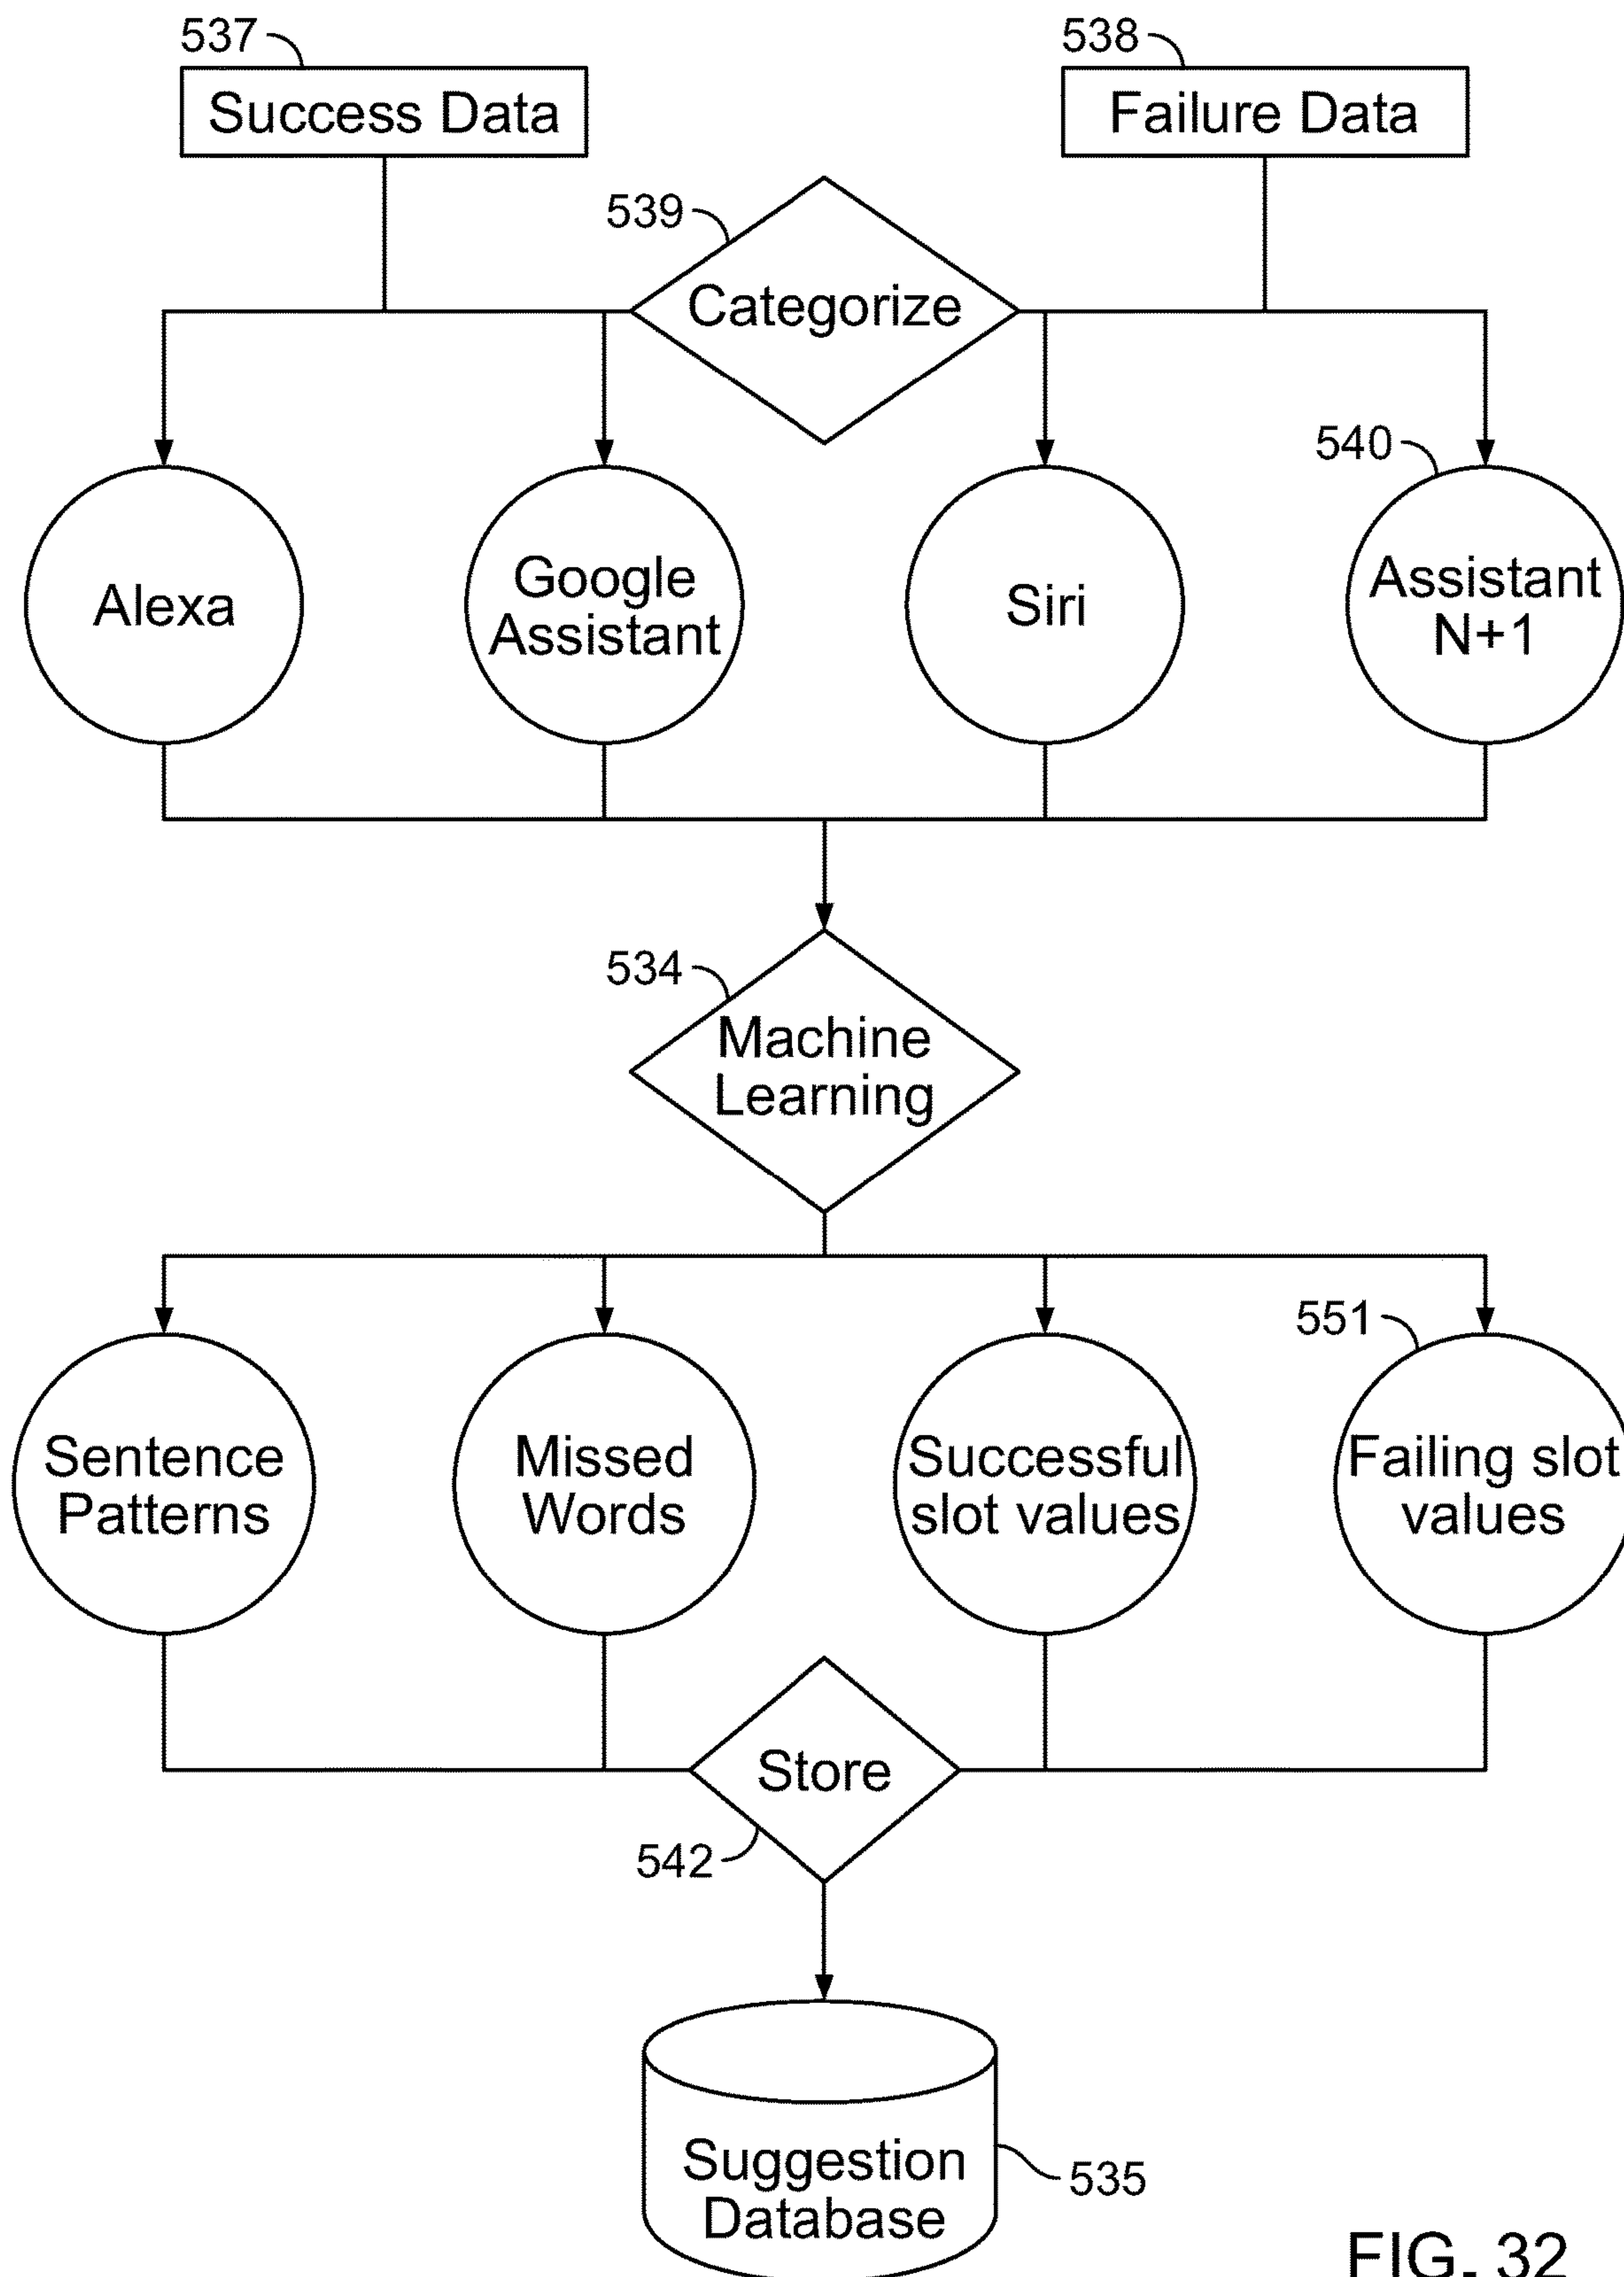 537
538
Success Data
Failure Data
539
Categorize
540
Alexa
Google
Assistant
Siri
Assistant
N+1
534
Machine
Learning
551
Sentence
Patterns
Missed
Words
Successful
slot values
Failing slot
values
Store
542
Suggestion
Database
535
FIG. 32